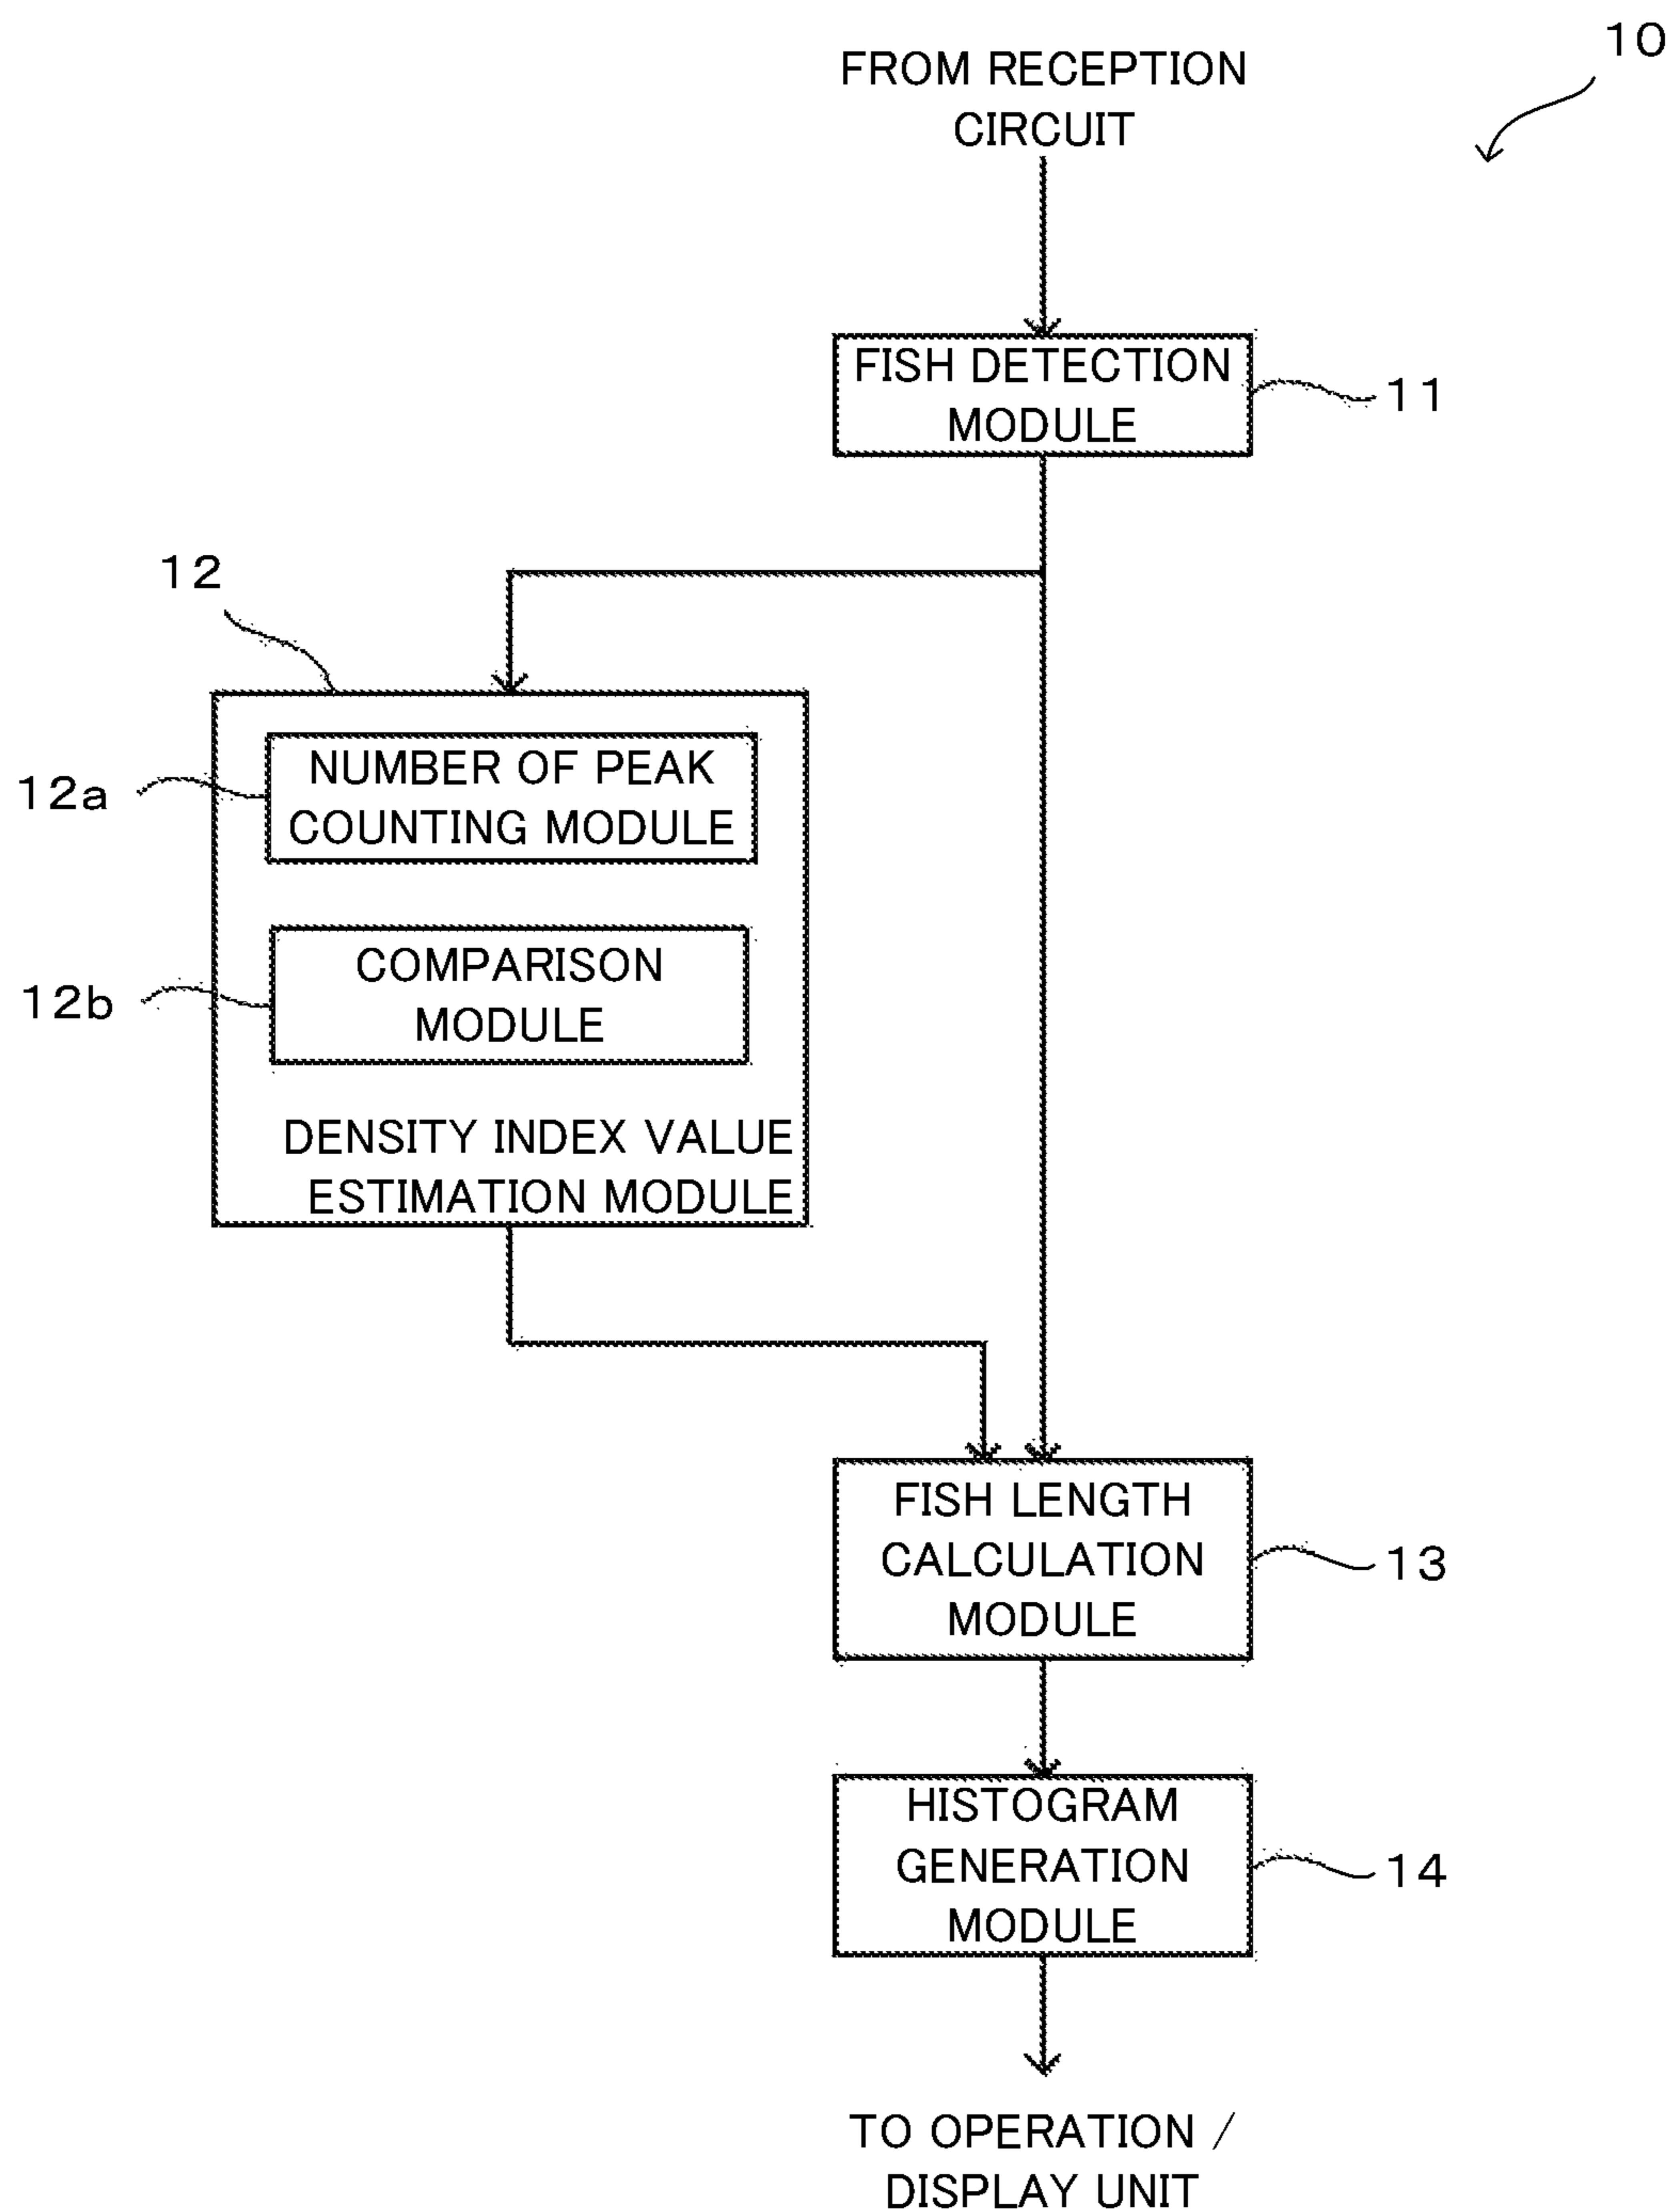 10
FROM RECEPTION
CIRCUIT
FISH DETECTION
MODULE
11
12
NUMBER OF PEAK
COUNTING MODULE
12a
COMPARISON
MODULE
12b
DENSITY INDEX VALUE
ESTIMATION MODULE
FISH LENGTH
CALCULATION
MODULE
13
HISTOGRAM
GENERATION
MODULE
14
TO OPERATION /
DISPLAY UNIT